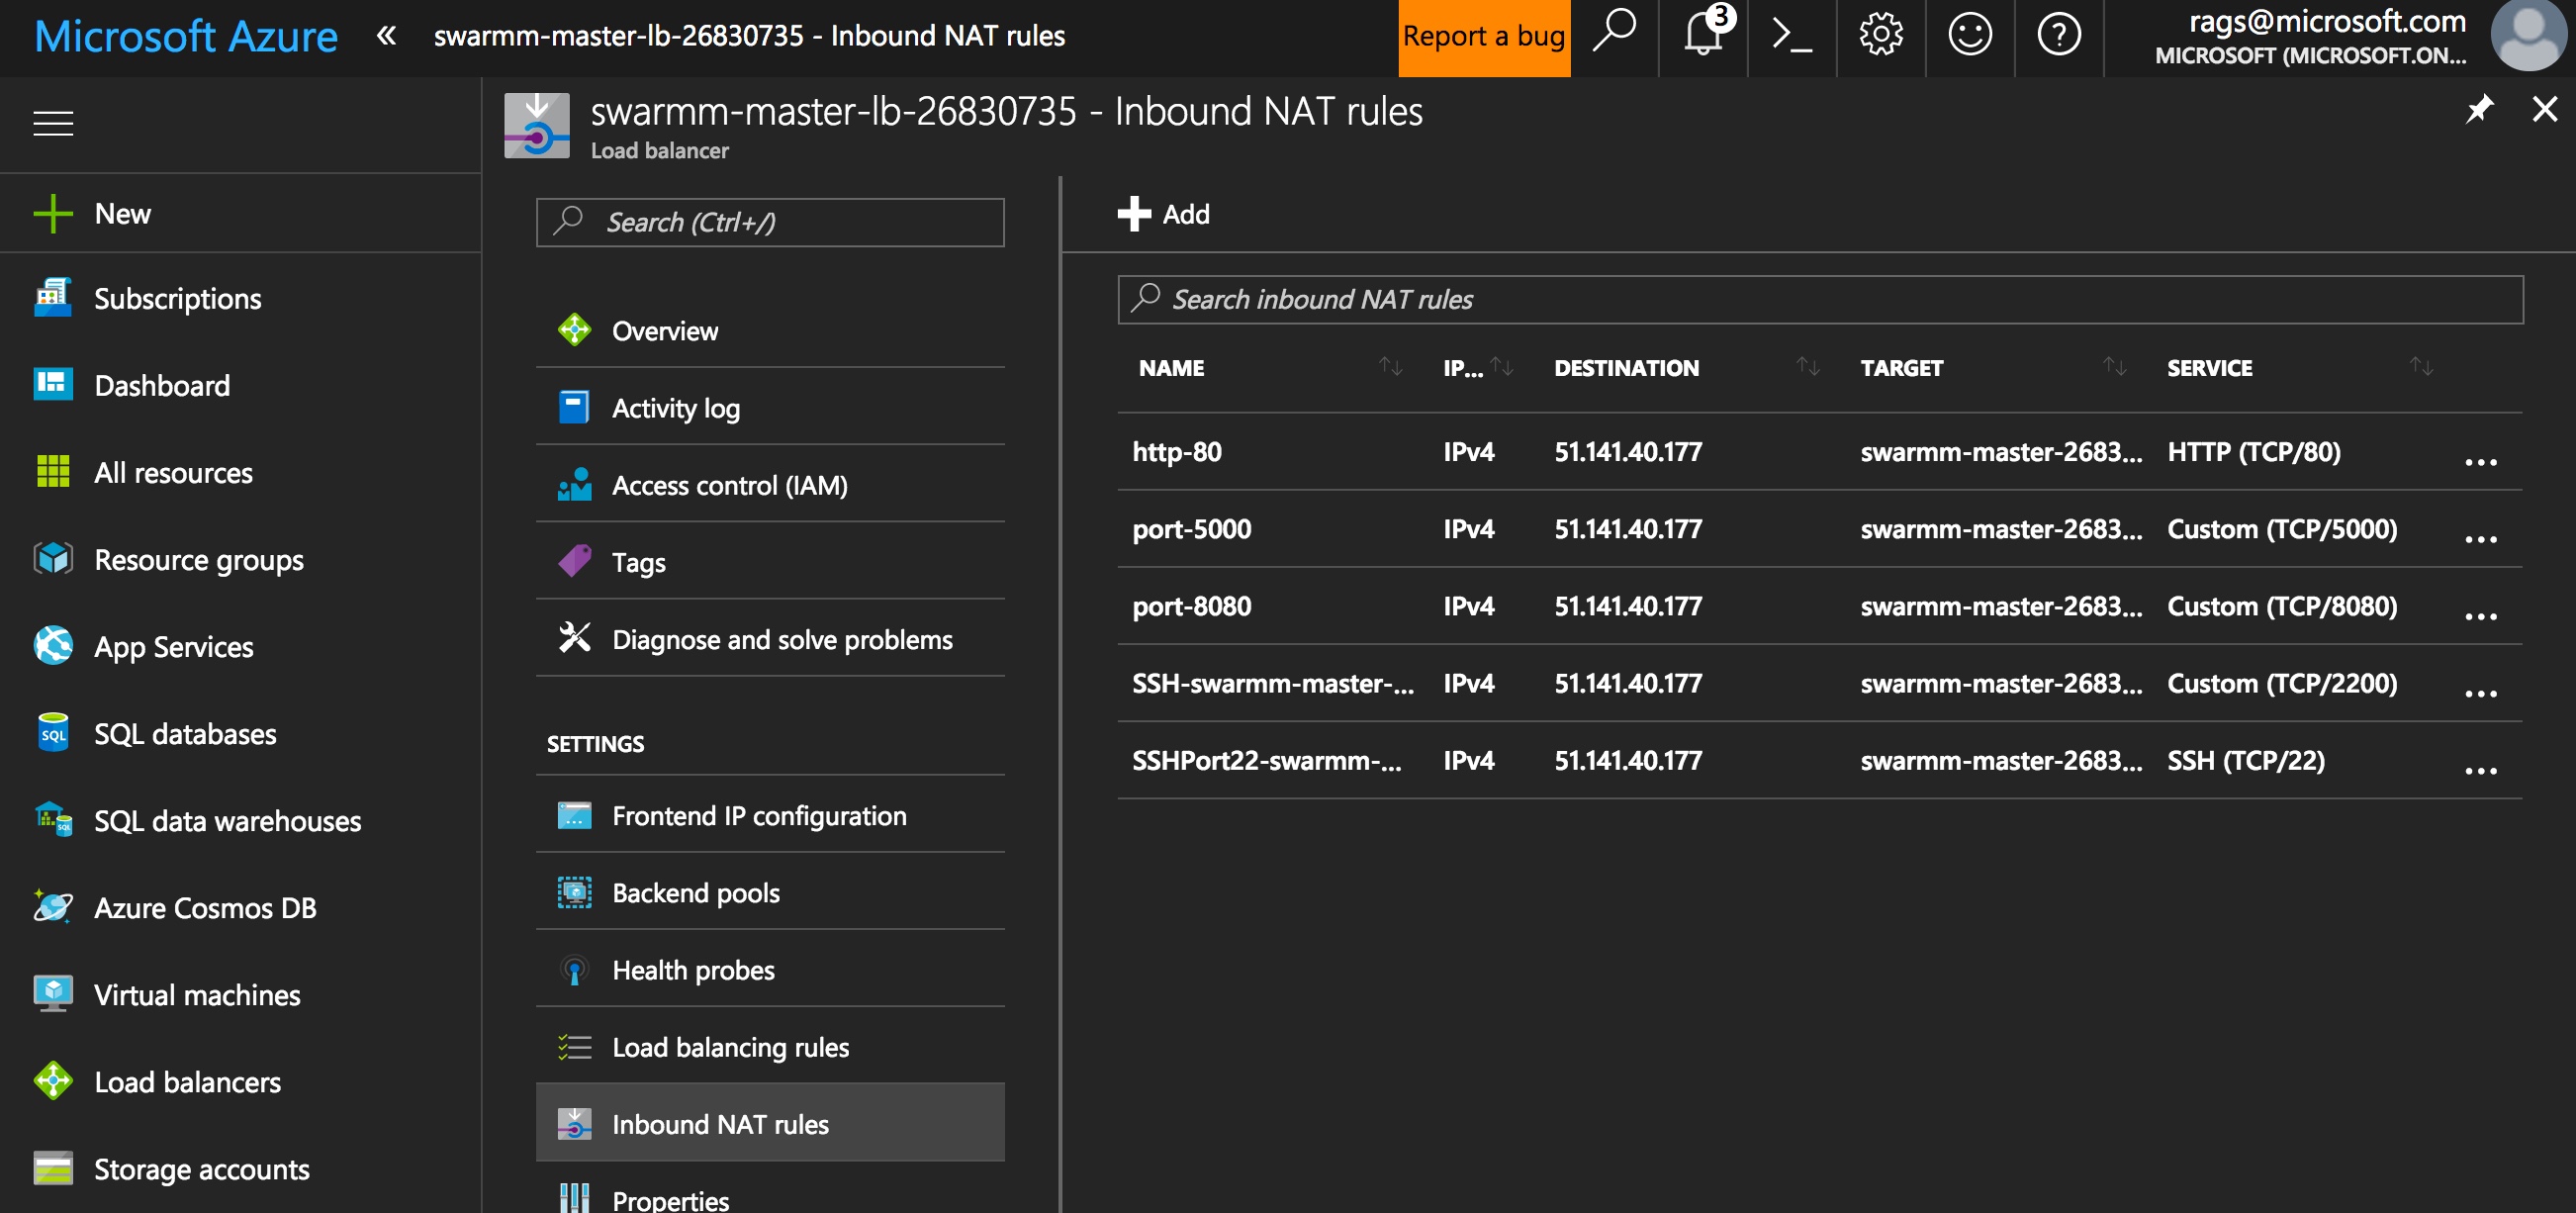 Microsoft Azure « swarmm-master-lb-26830735 - Inbound NAT rules Report a bug 3 rags@microsoft.com
MICROSOFT (MICROSOFT.ON...
swarmm-master-lb-26830735 - Inbound NAT rules
Load balancer
New
Subscriptions
Dashboard
All resources
Resource groups
App Services
SQL databases
SQL data warehouses
Azure Cosmos DB
Virtual machines
Load balancers
Storage accounts
Search (Ctrl+/)
Overview
Activity log
Access control (IAM)
Tags
Diagnose and solve problems
SETTINGS
Frontend IP configuration
Backend pools
Health probes
Load balancing rules
Inbound NAT rules
Properties
Add
Search inbound NAT rules
NAME IP... DESTINATION TARGET SERVICE
http-80 IPv4 51.141.40.177 swarmm-master-2683... HTTP (TCP/80) ...
port-5000 IPv4 51.141.40.177 swarmm-master-2683... Custom (TCP/5000) ...
port-8080 IPv4 51.141.40.177 swarmm-master-2683... Custom (TCP/8080) ...
SSH-swarmm-master-... IPv4 51.141.40.177 swarmm-master-2683... Custom (TCP/2200) ...
SSHPort22-swarmm-... IPv4 51.141.40.177 swarmm-master-2683... SSH (TCP/22) ...